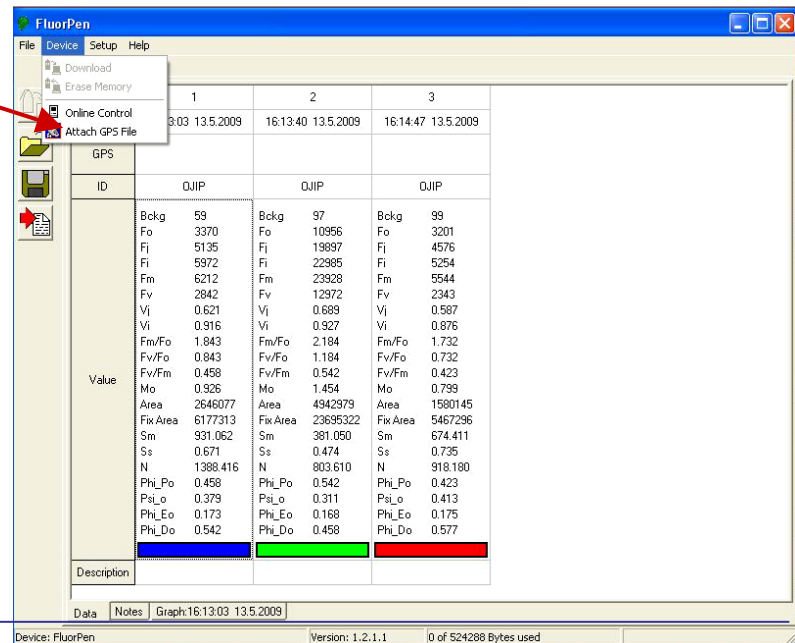 FluorPen
File Device Setup Help
Download
Erase Memory
Online Control
Attach GPS File
1 2 3
3:03 13.5.2009 16:13:40 13.5.2009 16:14:47 13.5.2009
GPS
ID OJIP OJIP OJIP
Value
Bckg 59 Bckg 97 Bckg 99
Fo 3370 Fo 10956 Fo 3201
Fj 5135 Fj 19897 Fj 4576
Fi 5972 Fi 22985 Fi 5254
Fm 6212 Fm 23928 Fm 5544
Fv 2842 Fv 12972 Fv 2343
Vj 0.621 Vj 0.689 Vj 0.587
Vi 0.916 Vi 0.927 Vi 0.876
Fm/Fo 1.843 Fm/Fo 2.184 Fm/Fo 1.732
Fv/Fo 0.843 Fv/Fo 1.184 Fv/Fo 0.732
Fv/Fm 0.458 Fv/Fm 0.542 Fv/Fm 0.423
Mo 0.926 Mo 1.454 Mo 0.799
Area 2646077 Area 4942979 Area 1580145
Fix Area 6177313 Fix Area 23695322 Fix Area 5467296
Sm 931.062 Sm 381.050 Sm 674.411
Ss 0.671 Ss 0.474 Ss 0.735
N 1388.416 N 803.610 N 918.180
Phi_Po 0.458 Phi_Po 0.542 Phi_Po 0.423
Psi_o 0.379 Psi_o 0.311 Psi_o 0.413
Phi_Eo 0.173 Phi_Eo 0.168 Phi_Eo 0.175
Phi_Do 0.542 Phi_Do 0.458 Phi_Do 0.577
Description
Data Notes Graph:16:13:03 13.5.2009
Device: FluorPen Version: 1.2.1.1 0 of 524288 Bytes used